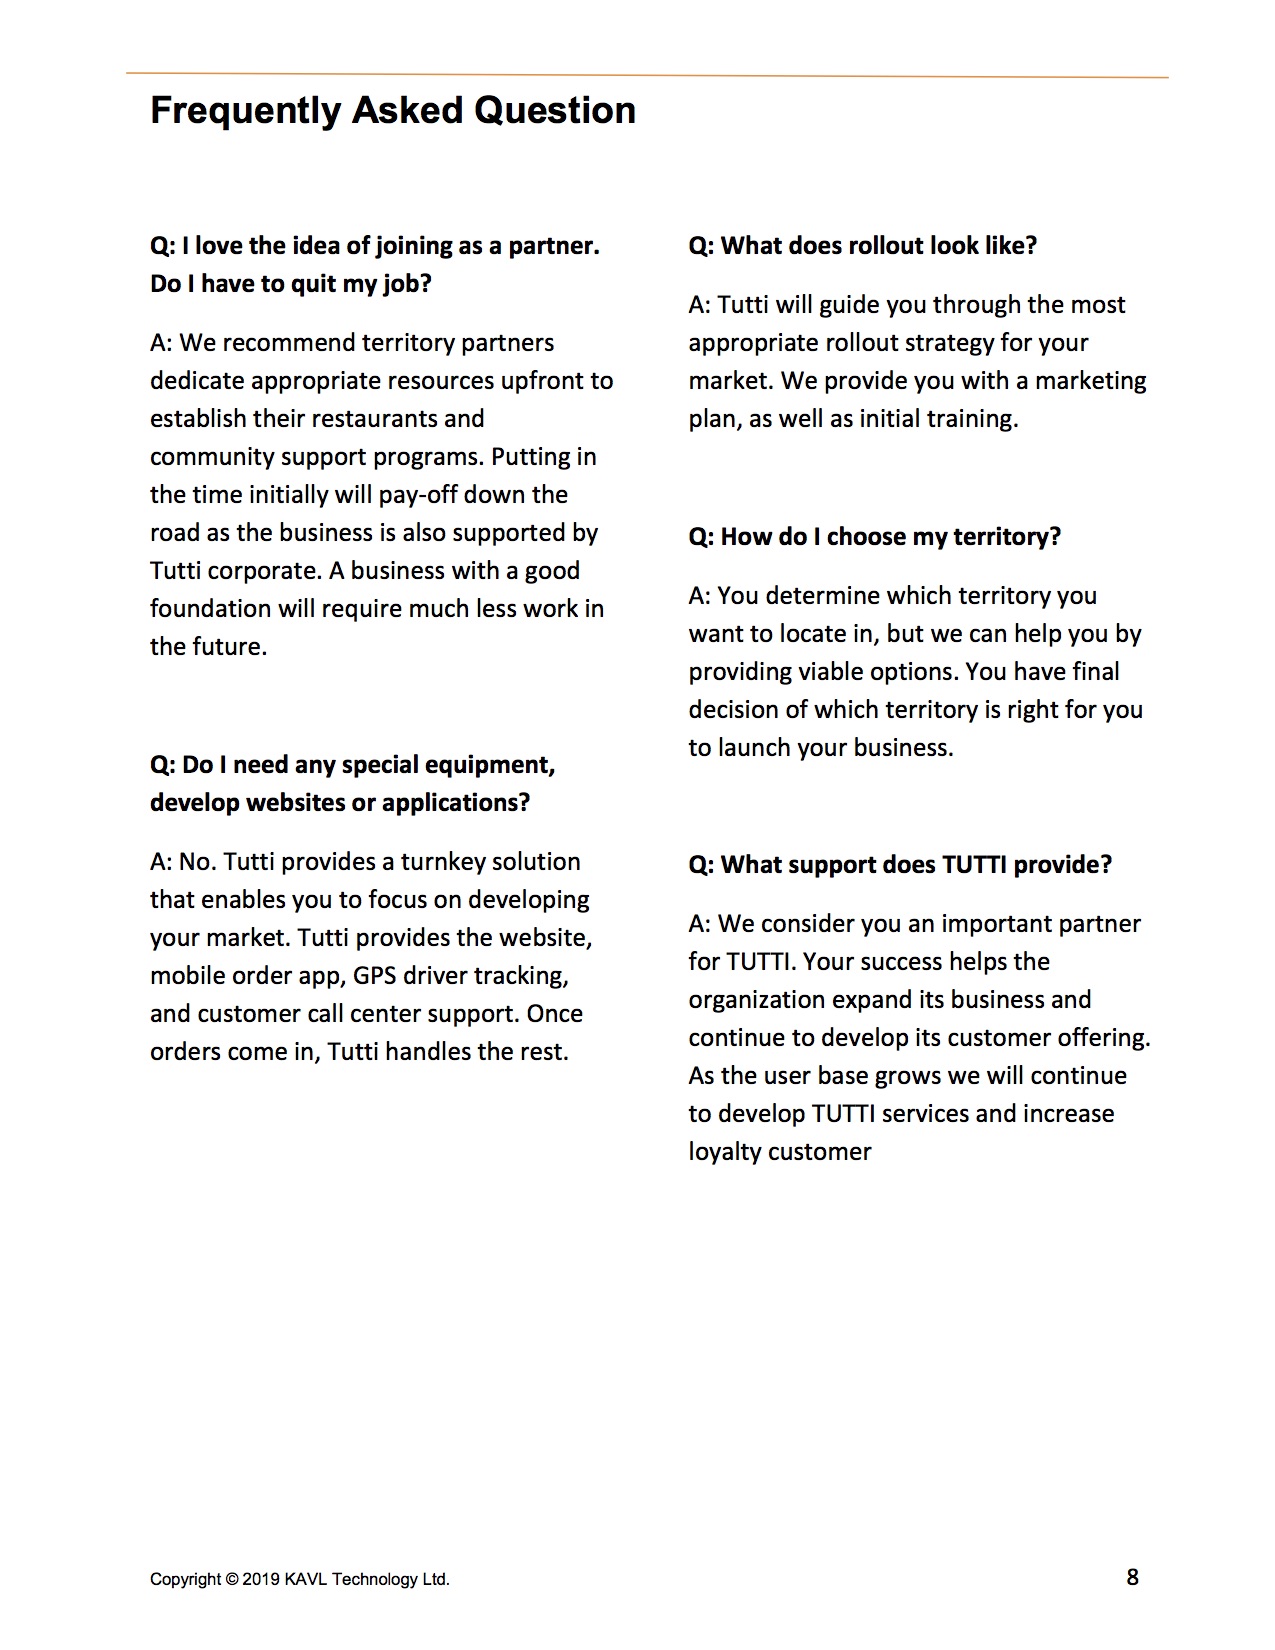 Frequently Asked Question
Q: I love the idea of joining as a partner.
Do I have to quit my job?
A: We recommend territory partners
dedicate appropriate resources upfront to
establish their restaurants and
community support programs. Putting in
the time initially will pay-off down the
road as the business is also supported by
Tutti corporate. A business with a good
foundation will require much less work in
the future.
Q: Do I need any special equipment,
develop websites or applications?
A: No. Tutti provides a turnkey solution
that enables you to focus on developing
your market. Tutti provides the website,
mobile order app, GPS driver tracking,
and customer call center support. Once
orders come in, Tutti handles the rest.
Q: What does rollout look like?
A: Tutti will guide you through the most
appropriate rollout strategy for your
market. We provide you with a marketing
plan, as well as initial training.
Q: How do I choose my territory?
A: You determine which territory you
want to locate in, but we can help you by
providing viable options. You have final
decision of which territory is right for you
to launch your business.
Q: What support does TUTTI provide?
A: We consider you an important partner
for TUTTI. Your success helps the
organization expand its business and
continue to develop its customer offering.
As the user base grows we will continue
to develop TUTTI services and increase
loyalty customer
Copyright © 2019 KAVL Technology Ltd.
8